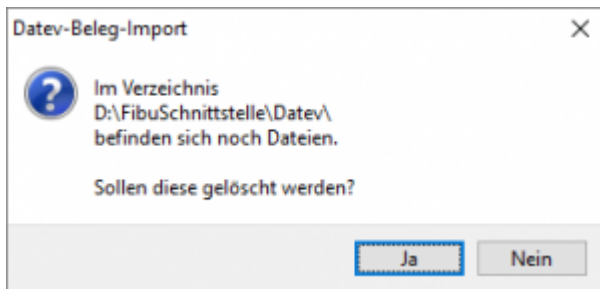 Datev-Beleg-Import
Im Verzeichnis
D:\FibuSchnittstelle\Datev\
befinden sich noch Dateien.
Sollen diese gelöscht werden?
Ja
Nein